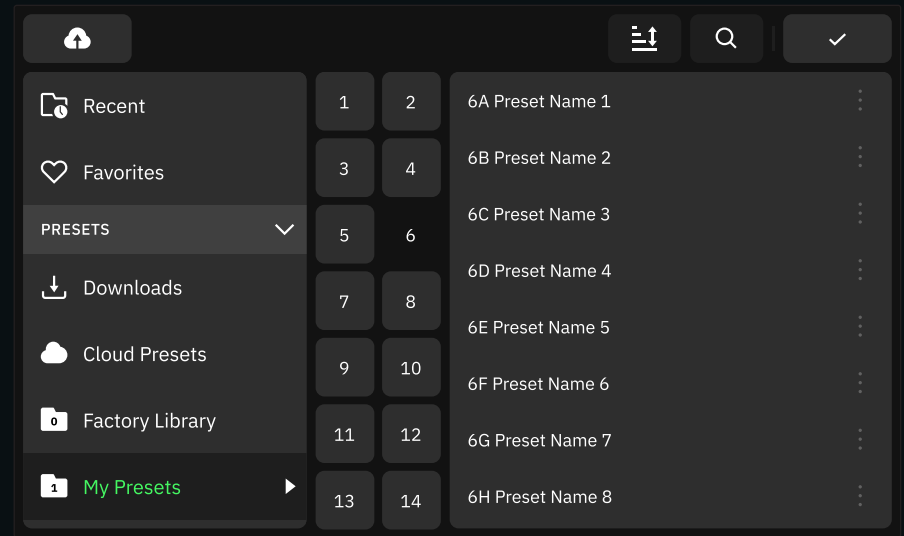 Recent
Favorites
PRESETS
Downloads
Cloud Presets
0 Factory Library
1 My Presets
1 2
3 4
5 6
7 8
9 10
11 12
13 14
6A Preset Name 1
6B Preset Name 2
6C Preset Name 3
6D Preset Name 4
6E Preset Name 5
6F Preset Name 6
6G Preset Name 7
6H Preset Name 8